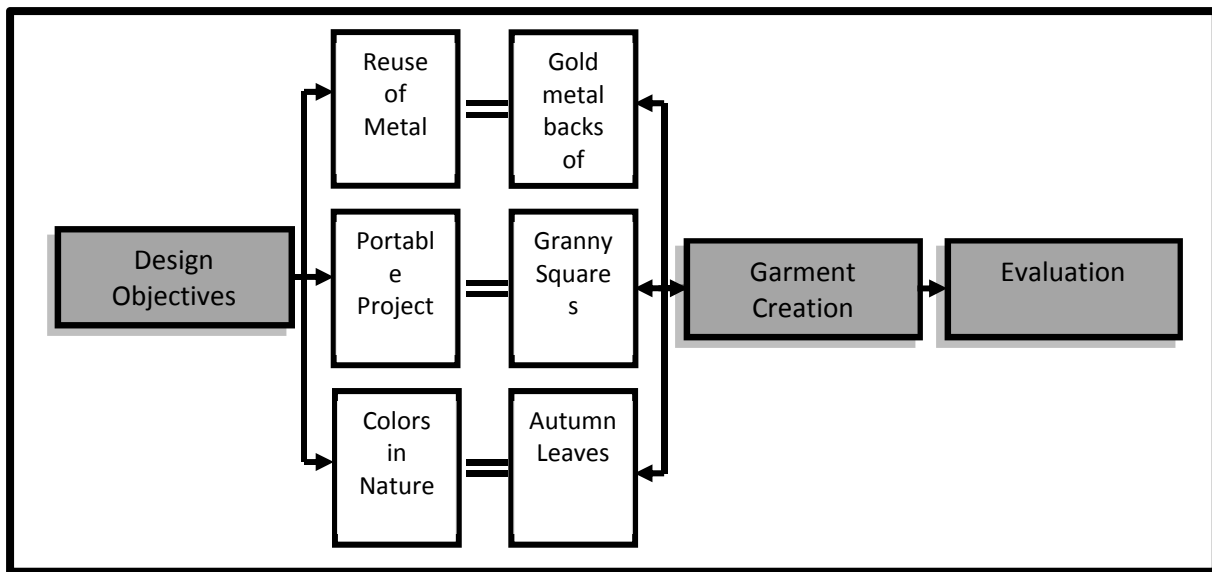 Reuse
of
Metal
Gold
metal
backs
of
Design
Objectives
Portabl
e
Project
Granny
Square
s
Garment
Creation
Evaluation
Colors
in
Nature
Autumn
Leaves